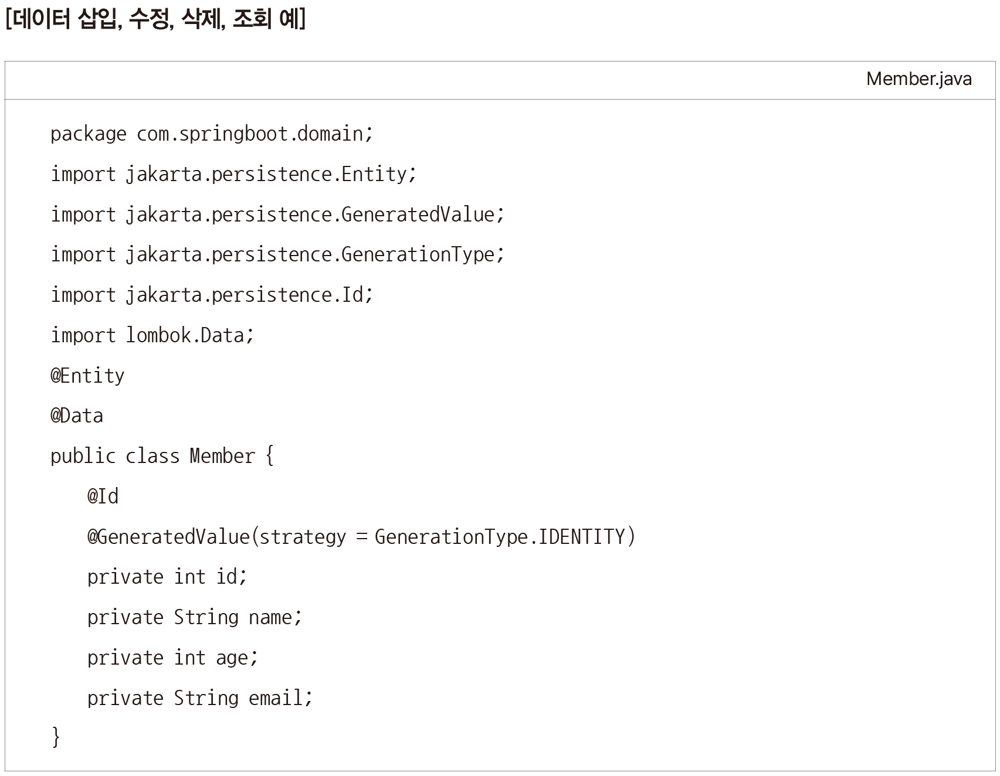 [데이터 삽입, 수정, 삭제, 조회 예]
Member.java
package com.springboot.domain;
import jakarta.persistence.Entity;
import jakarta.persistence.GeneratedValue;
import jakarta.persistence.GenerationType;
import jakarta.persistence.Id;
import lombok.Data;
@Entity
@Data
public class Member {
@Id
@GeneratedValue(strategy = GenerationType.IDENTITY)
private int id;
private String name;
private int age;
private String email;
}